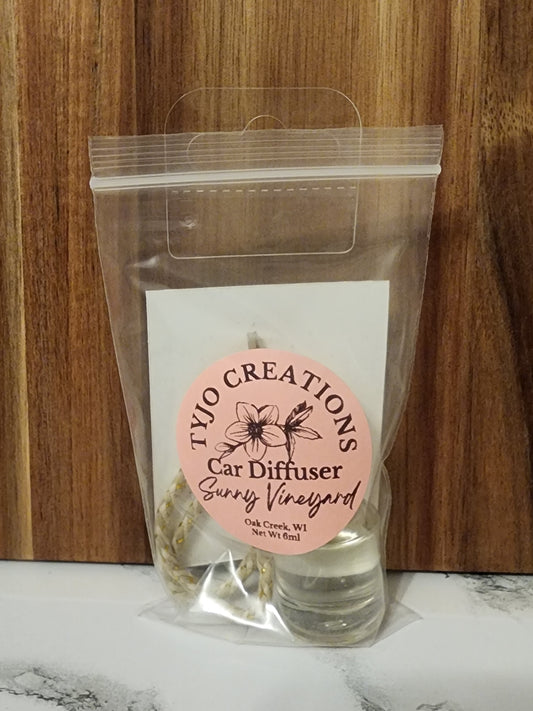 TYJO CREATIONS
Car Diffuser
Sunny Vineyard
Oak Creek, WI
Net Wt 6ml